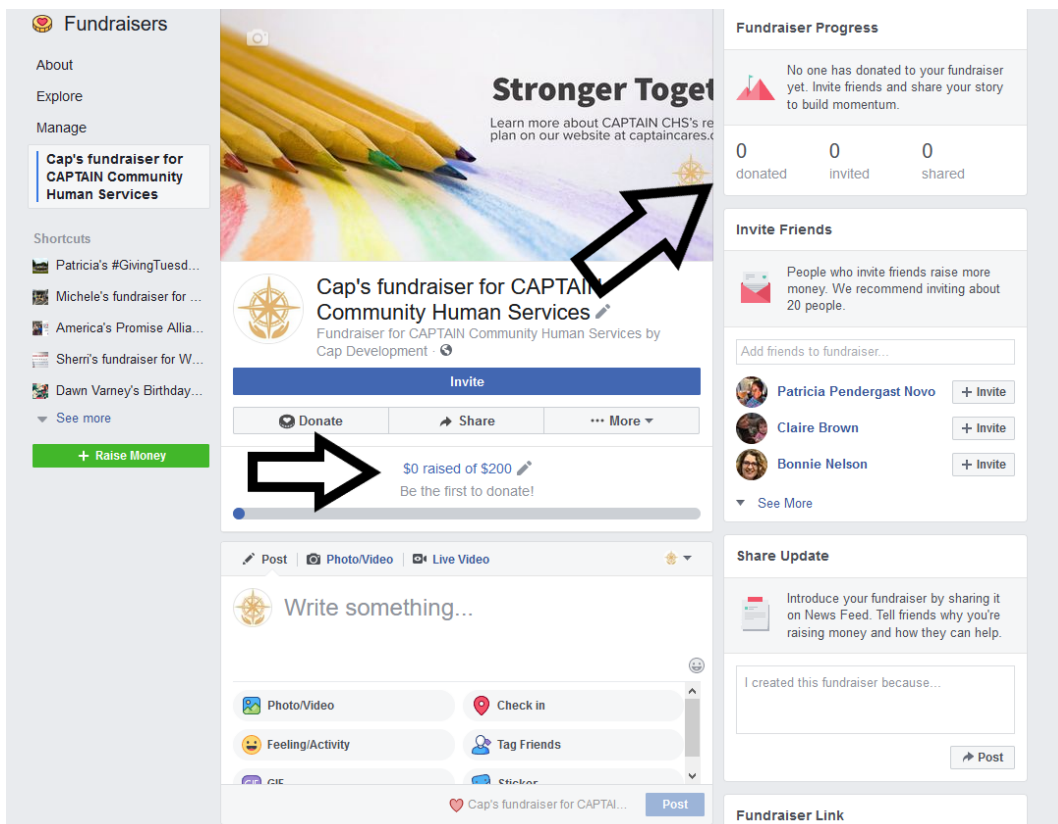 Fundraisers
About
Explore
Manage
Cap's fundraiser for
CAPTAIN Community
Human Services
Shortcuts
Patricia's #GivingTuesd...
Michele's fundraiser for ...
America's Promise Allia...
Sherri's fundraiser for W...
Dawn Varney's Birthday...
See more
+ Raise Money
Stronger Toget
Learn more about CAPTAIN CHS's re
plan on our website at captaincares.c
Cap's fundraiser for CAPTAIN
Community Human Services
Fundraiser for CAPTAIN Community Human Services by
Cap Development ·
Invite
Donate
Share
••• More
$0 raised of $200
Be the first to donate!
Post
Photo/Video
Live Video
Write something...
Photo/Video
Check in
Feeling/Activity
Tag Friends
GIF
Sticker
Cap's fundraiser for CAPTAI...
Post
Fundraiser Progress
No one has donated to your fundraiser
yet. Invite friends and share your story
to build momentum.
0 0 0
donated invited shared
Invite Friends
People who invite friends raise more
money. We recommend inviting about
20 people.
Add friends to fundraiser...
Patricia Pendergast Novo + Invite
Claire Brown + Invite
Bonnie Nelson + Invite
See More
Share Update
Introduce your fundraiser by sharing it
on News Feed. Tell friends why you're
raising money and how they can help.
I created this fundraiser because...
Post
Fundraiser Link